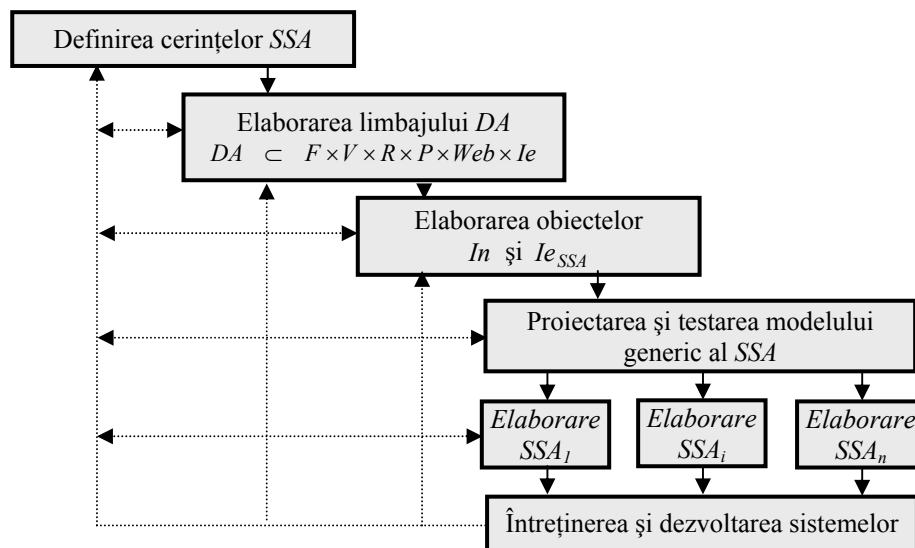 Definirea cerințelor SSA
Elaborarea limbajului DA
DA ⊂ F × V × R × P × Web × Ie
Elaborarea obiectelor
In şi Ie_SSA
Proiectarea şi testarea modelului
generic al SSA
Elaborare
SSA_1
Elaborare
SSA_i
Elaborare
SSA_n
Întreținerea şi dezvoltarea sistemelor